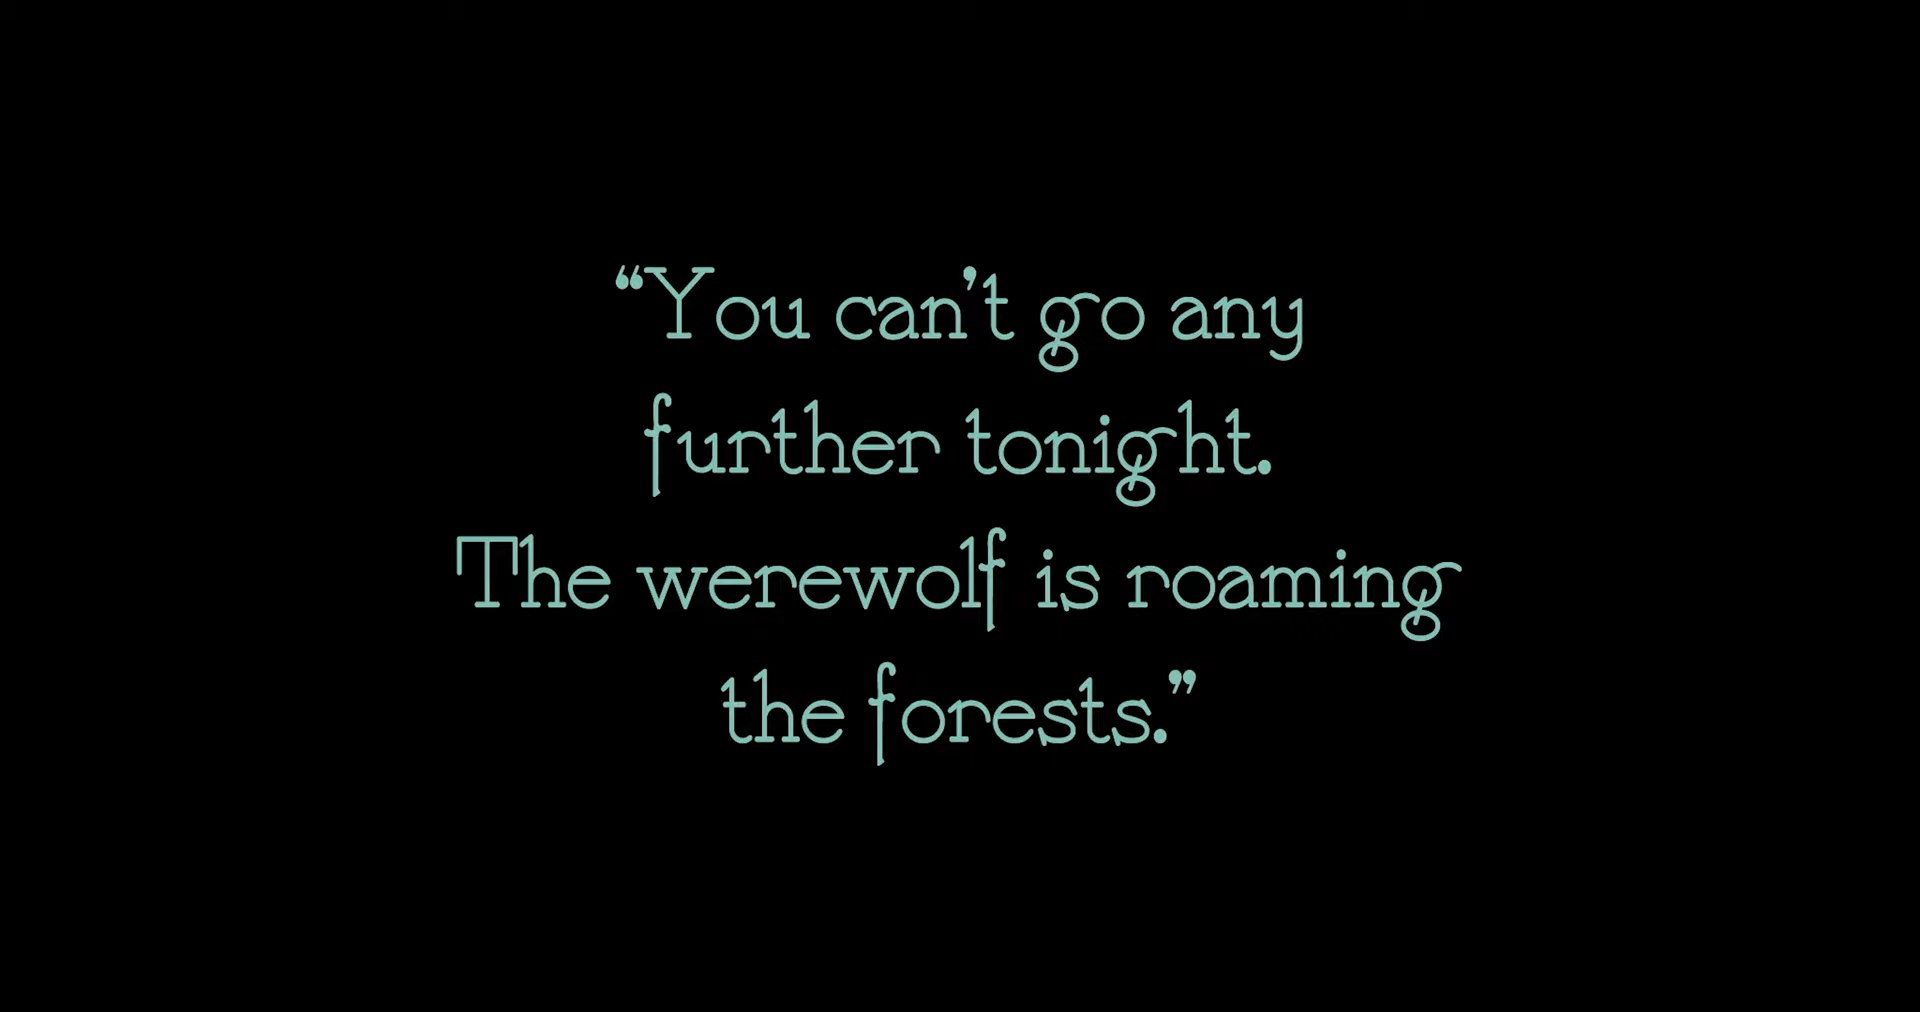 “You can’t go any
further tonight.
The werewolf is roaming
the forests.”